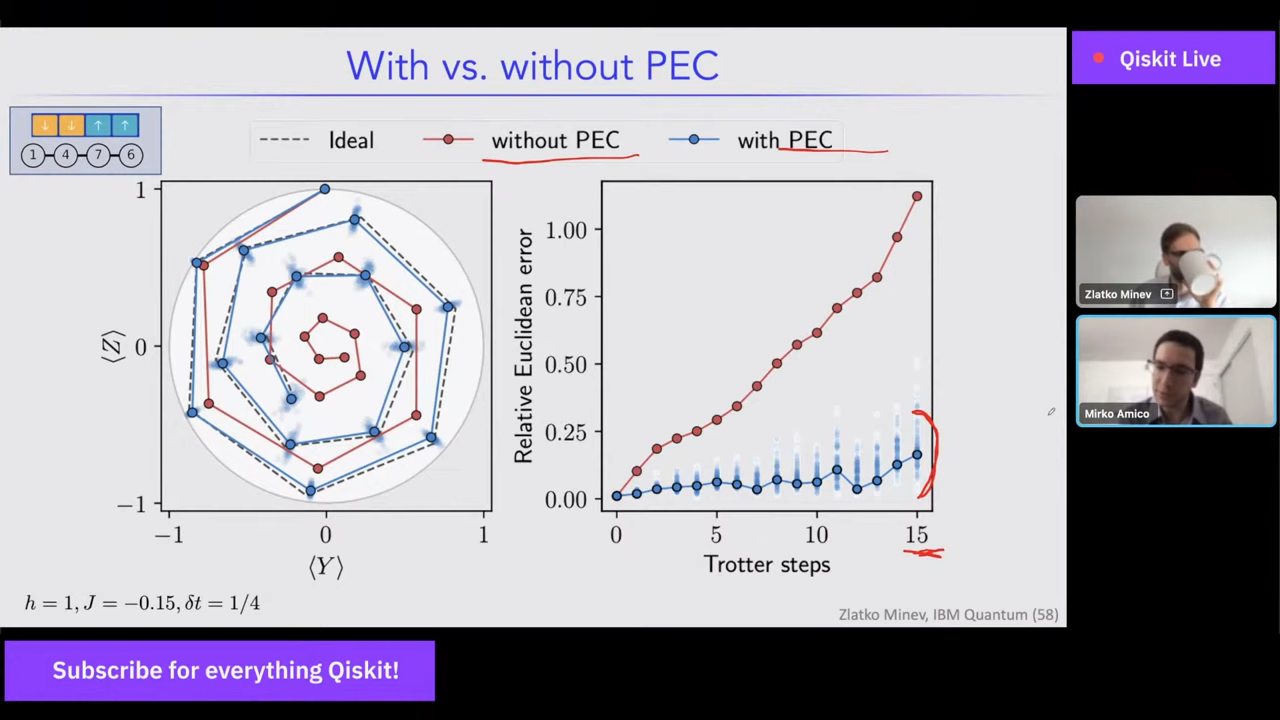 With vs. without PEC
Qiskit Live
↓ ↓ ↑ ↑
1 4 7 6
Ideal without PEC with PEC
1
0
−1
⟨Z⟩
−1 0 1
⟨Y⟩
Relative Euclidean error
1.00
0.75
0.50
0.25
0.00
0 5 10 15
Trotter steps
Zlatko Minev
Mirko Amico
h = 1, J = −0.15, δt = 1/4
Zlatko Minev, IBM Quantum (58)
Subscribe for everything Qiskit!